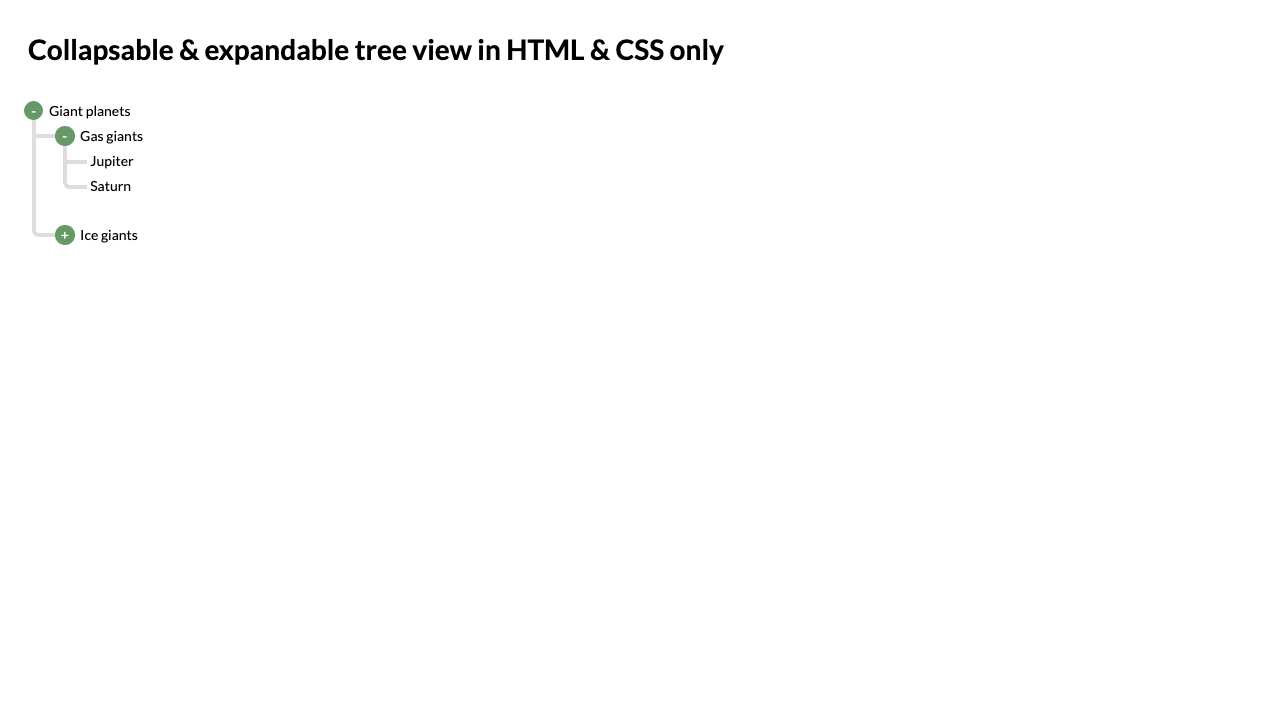 Collapsable & expandable tree view in HTML & CSS only
- Giant planets
- Gas giants
Jupiter
Saturn
+ Ice giants